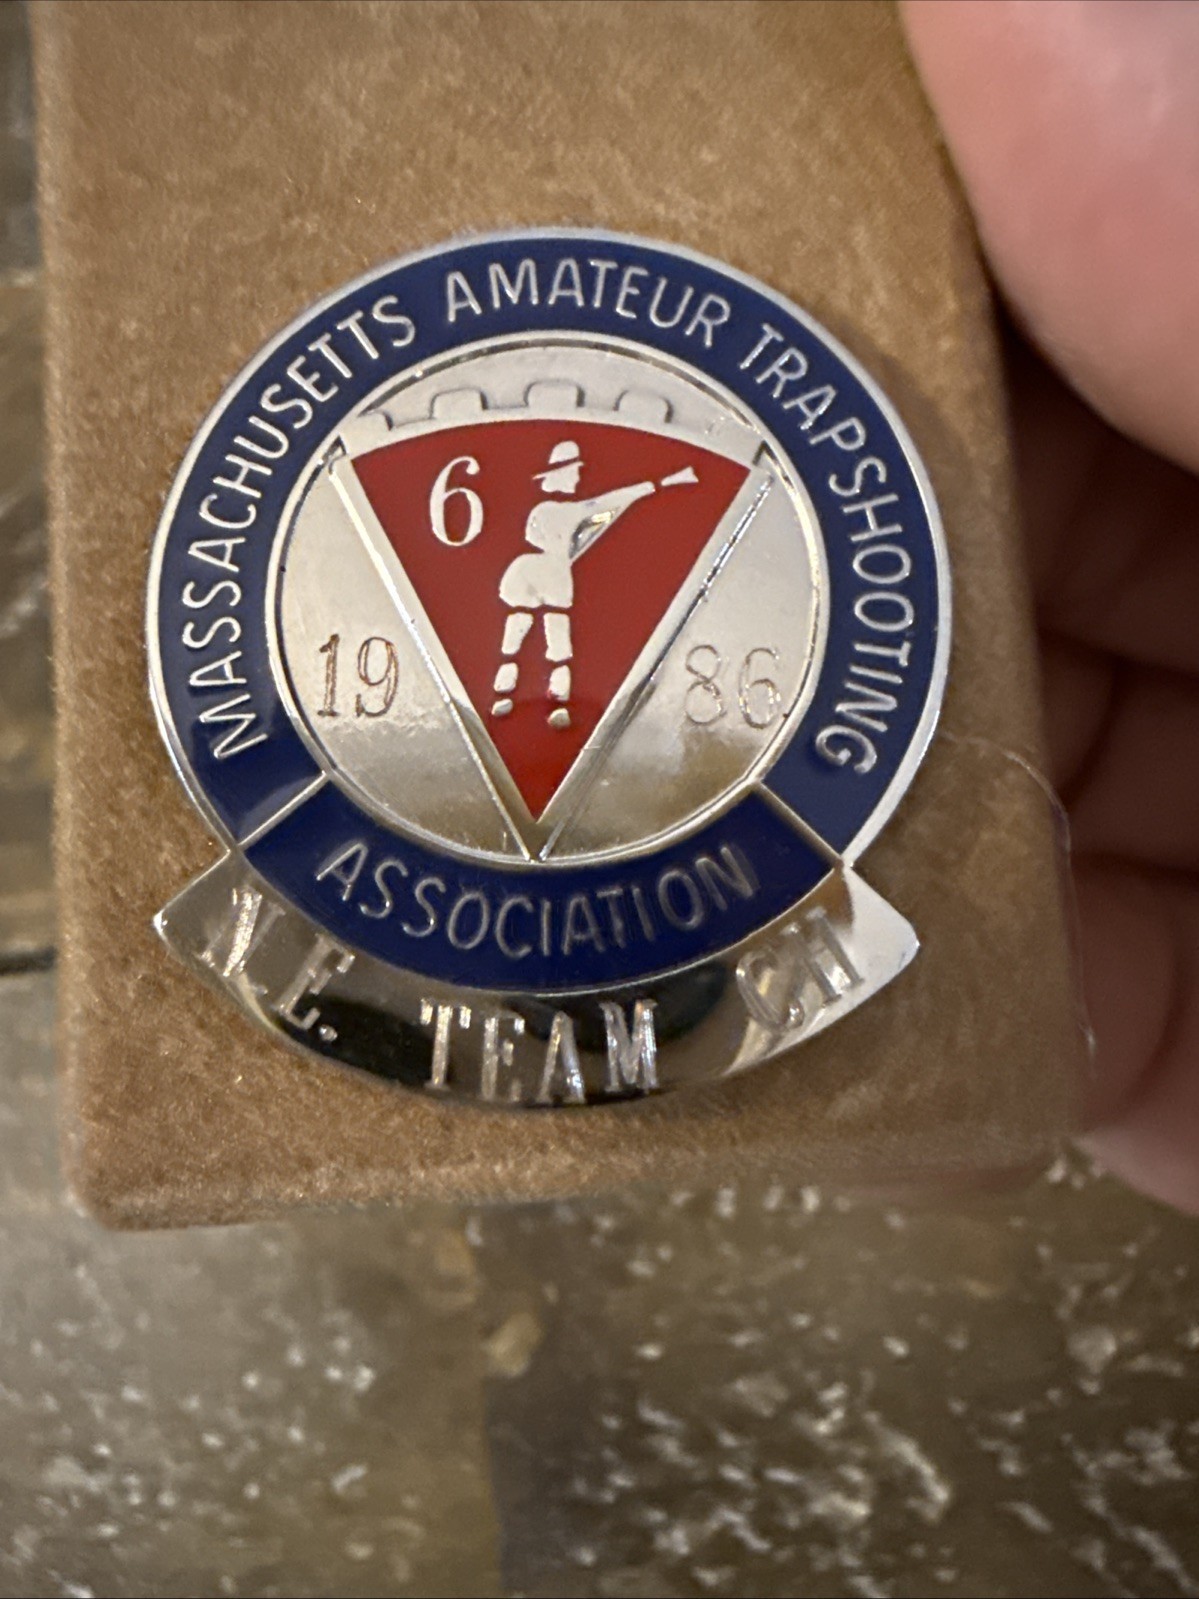 MASSACHUSETTS AMATEUR TRAPSHOOTING
6
19 86
ASSOCIATION
N.E. TEAM CH